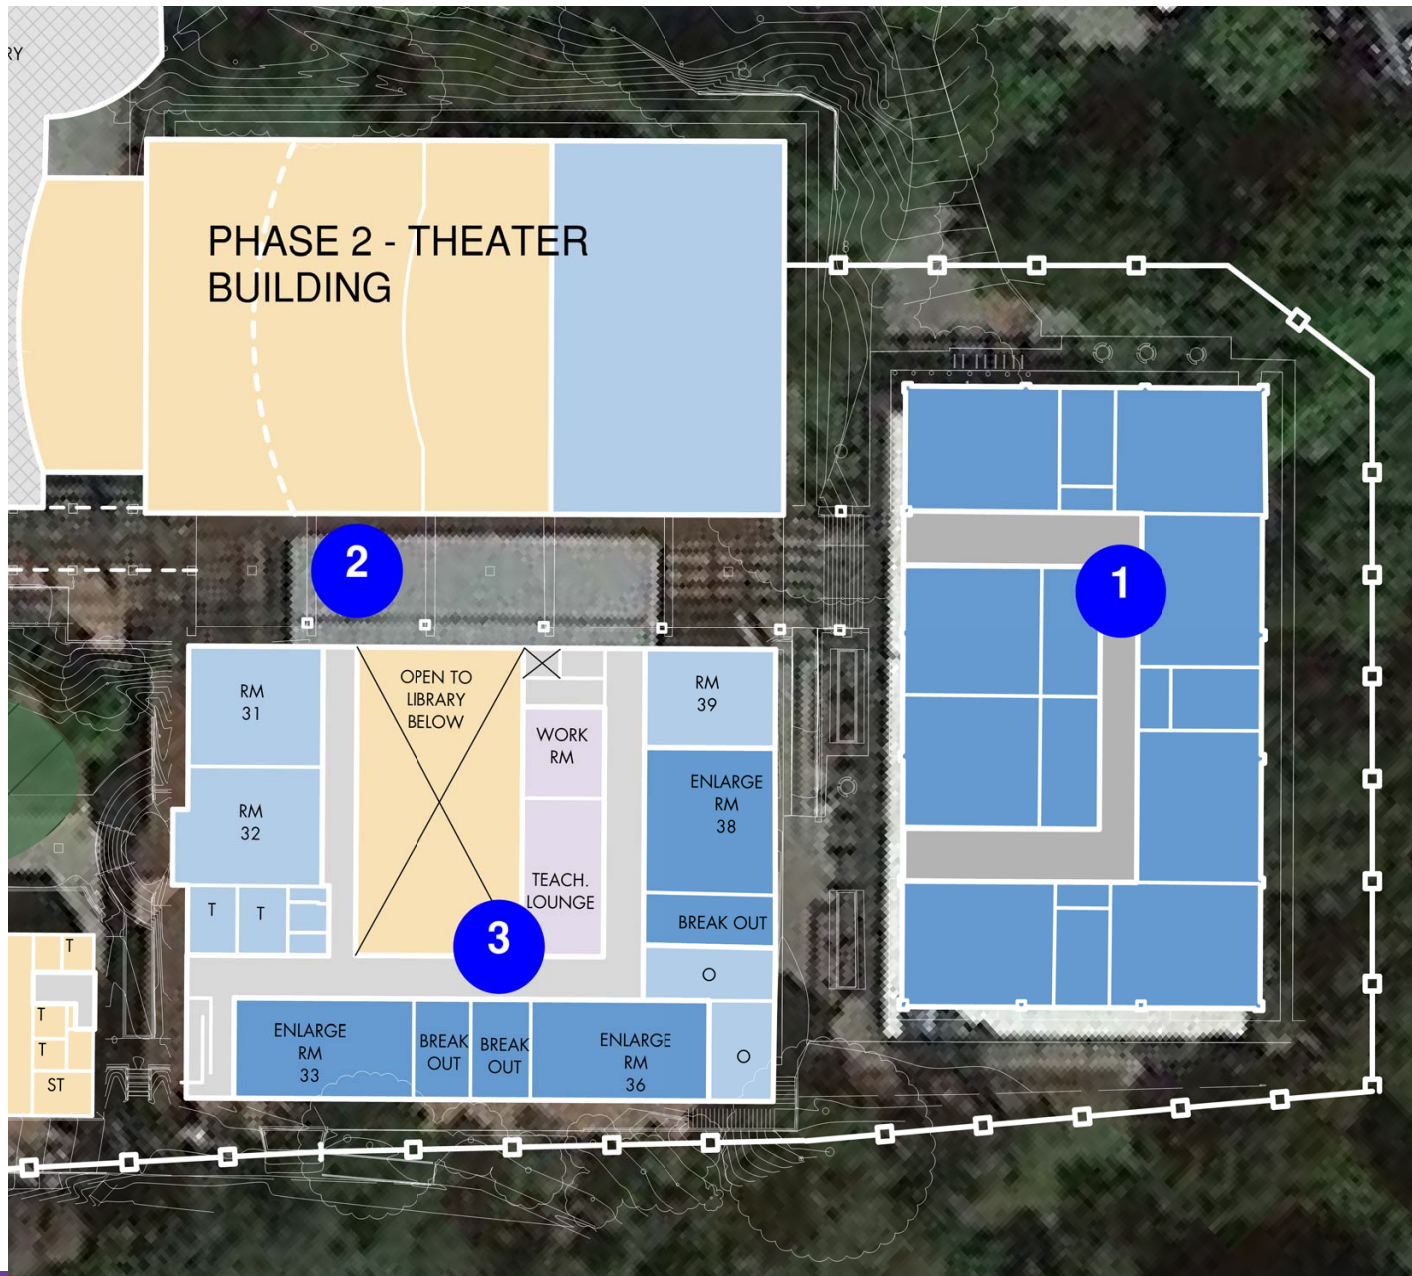 RY
PHASE 2 - THEATER
BUILDING
2
1
RM
31
OPEN TO
LIBRARY
BELOW
RM
39
WORK
RM
ENLARGE
RM
38
RM
32
TEACH.
LOUNGE
T
T
BREAK OUT
3
T
T
T
ST
ENLARGE
RM
33
BREAK
OUT
BREAK
OUT
ENLARGE
RM
36